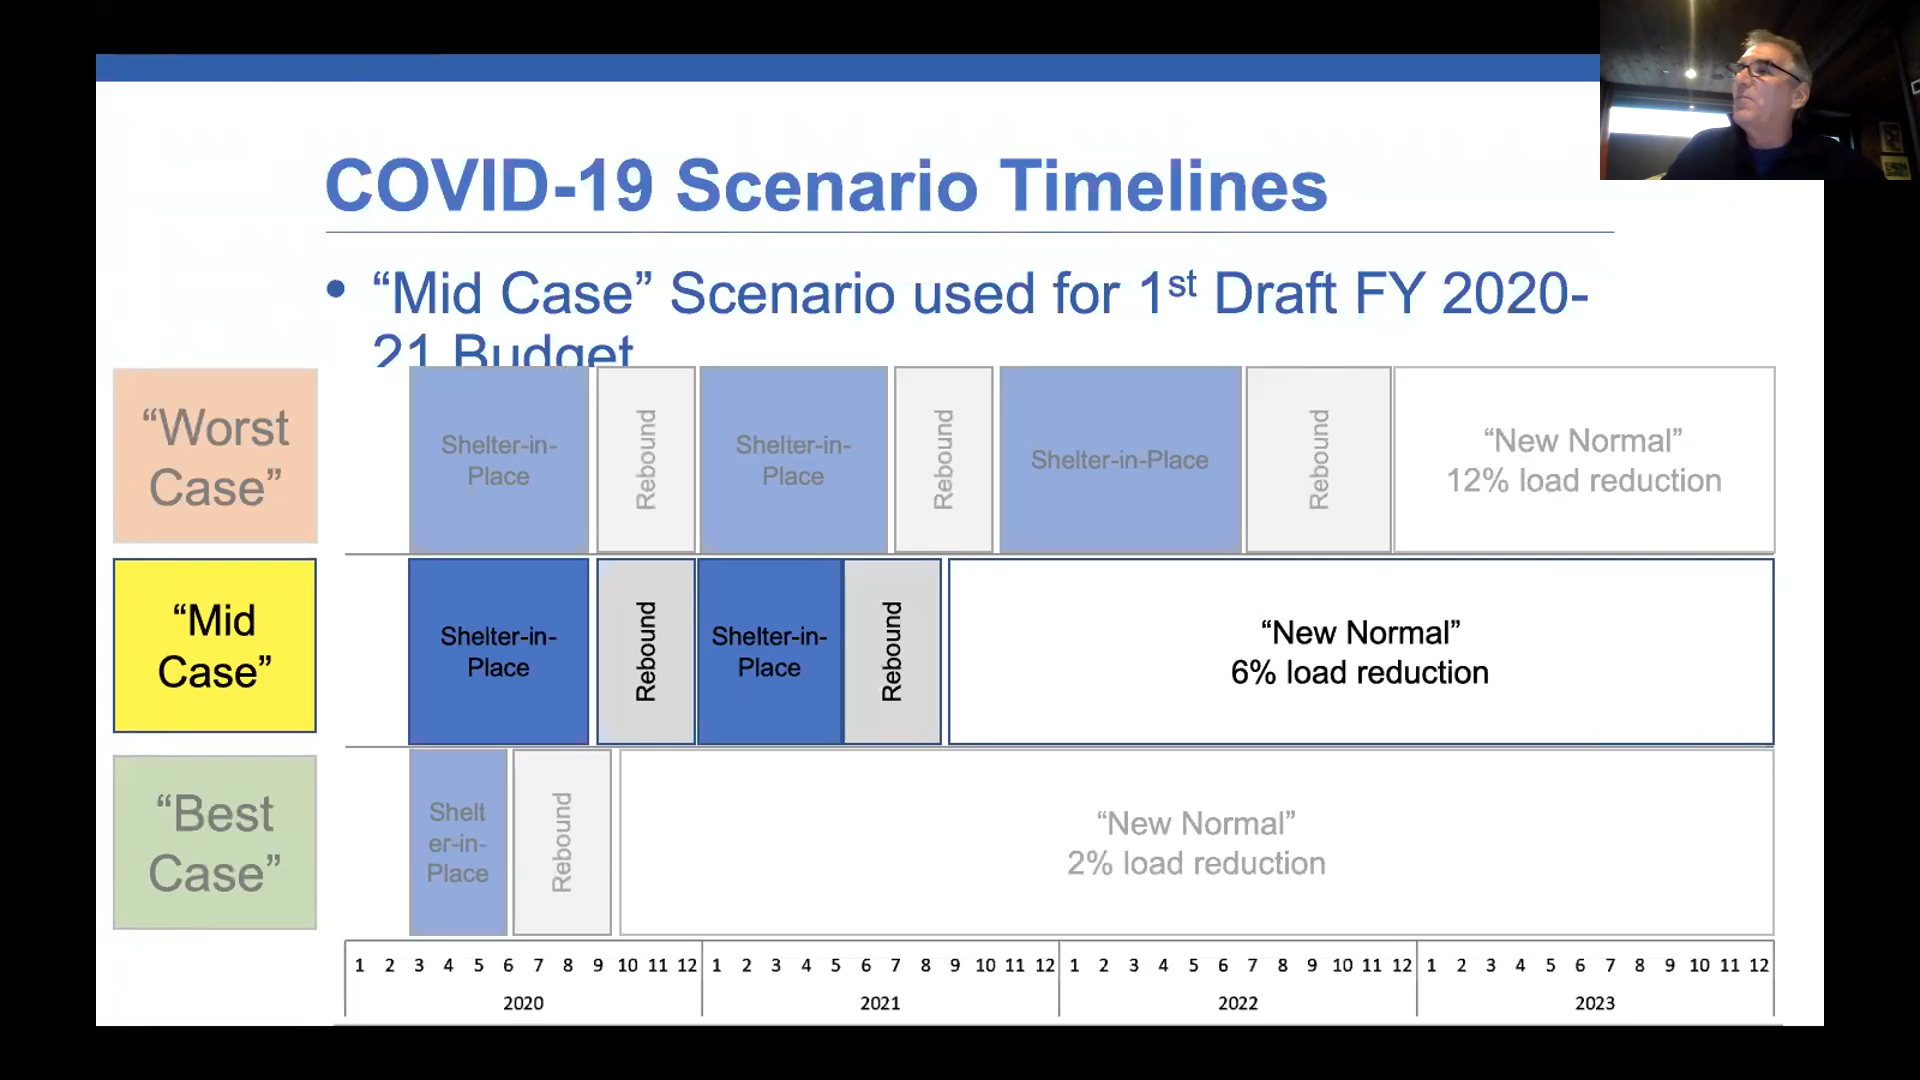 COVID-19 Scenario Timelines
• “Mid Case” Scenario used for 1st Draft FY 2020-
21 Budget
“Worst
Case”
Shelter-in-
Place
Rebound
Shelter-in-
Place
Rebound
Shelter-in-Place
Rebound
“New Normal”
12% load reduction
“Mid
Case”
Shelter-in-
Place
Rebound
Shelter-in-
Place
Rebound
“New Normal”
6% load reduction
“Best
Case”
Shelt
er-in-
Place
Rebound
“New Normal”
2% load reduction
1 2 3 4 5 6 7 8 9 10 11 12 1 2 3 4 5 6 7 8 9 10 11 12 1 2 3 4 5 6 7 8 9 10 11 12 1 2 3 4 5 6 7 8 9 10 11 12
2020 2021 2022 2023